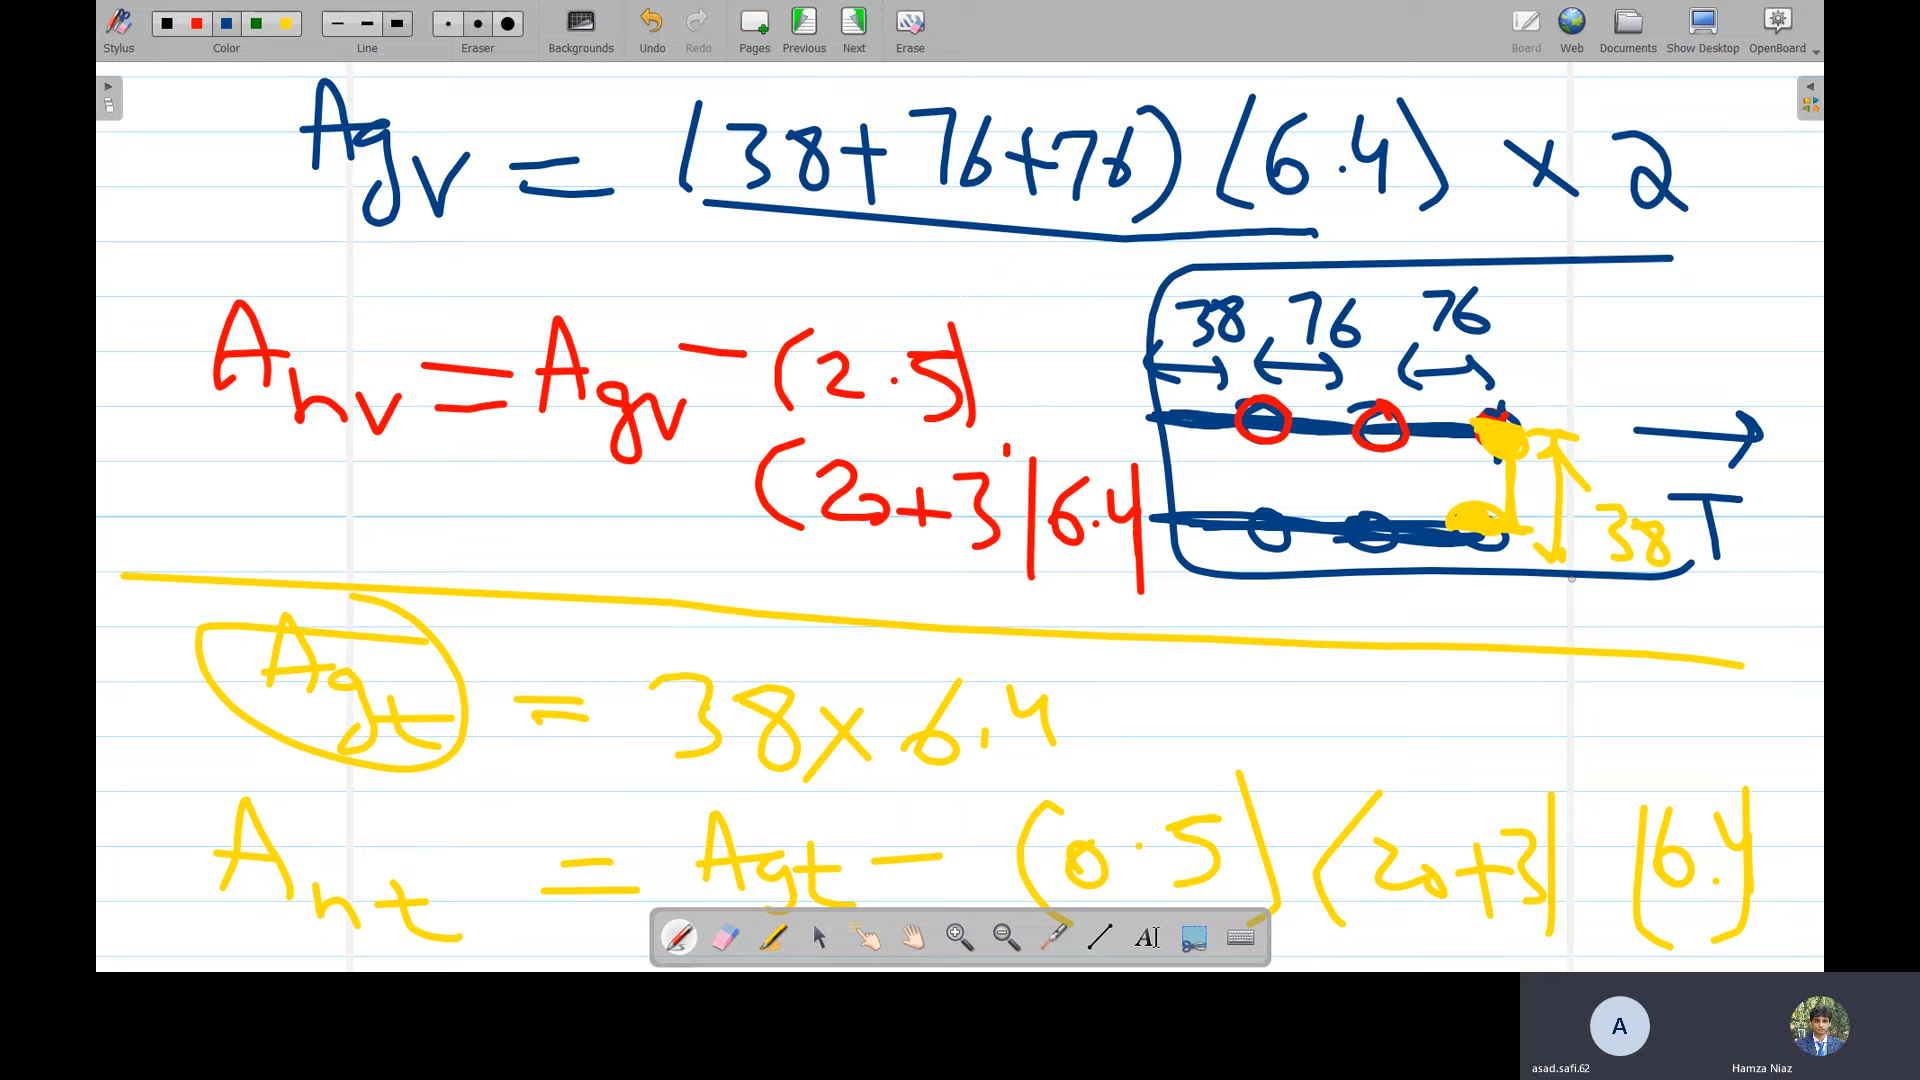 Stylus Color Line Eraser Backgrounds Undo Redo Pages Previous Next Erase Board Web Documents Show Desktop OpenBoard
Agv = (38+76+76)(6.4) × 2
38 76 76
Anv = Agv - (2.5)
(20+3)6.4
38 T
Agt = 38×6.4
Ant = Agt - (0.5)(20+3)(6.4)
AI
A
asad.safi.62 Hamza Niaz